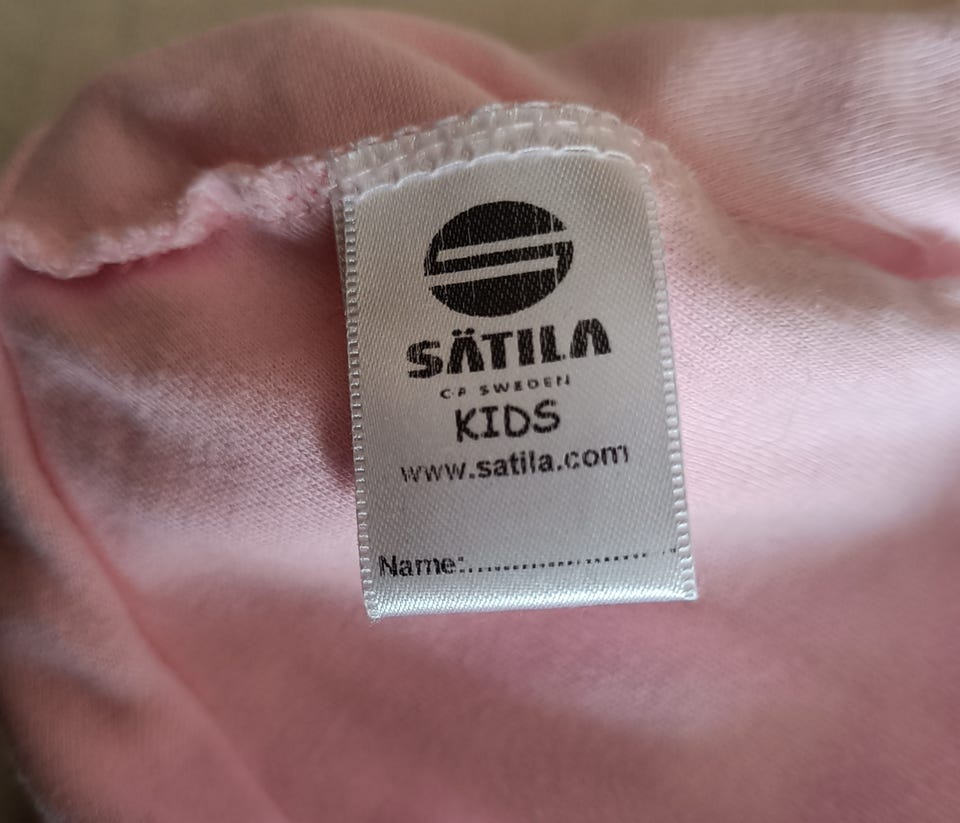 SÄTILA
OF SWEDEN
KIDS
www.satila.com
Name:...........................